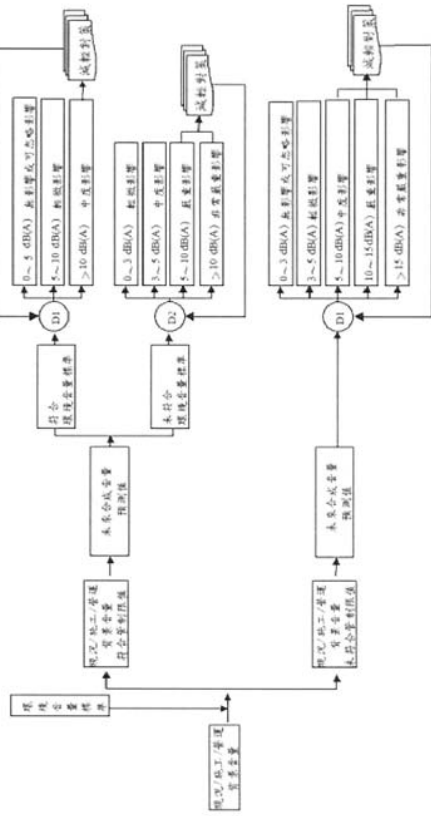 現況/施工/營運
背景音量
環境音量標準
現況/施工/營運
背景音量
符合管制限值
未來合成音量
預測值
符合
環境音量標準
D1
0～5 dB(A) 無影響或可忽略影響
5～10 dB(A) 輕微影響
>10 dB(A) 中度影響
減輕對策
未符合
環境音量標準
D2
0～3 dB(A) 輕微影響
3～5 dB(A) 中度影響
5～10 dB(A) 嚴重影響
>10 dB(A) 非常嚴重影響
減輕對策
現況/施工/營運
背景音量
未符合管制限值
未來合成音量
預測值
D1
0～3 dB(A) 無影響或可忽略影響
3～5 dB(A) 輕微影響
5～10 dB(A) 中度影響
10～15dB(A) 嚴重影響
>15 dB(A) 非常嚴重影響
減輕對策